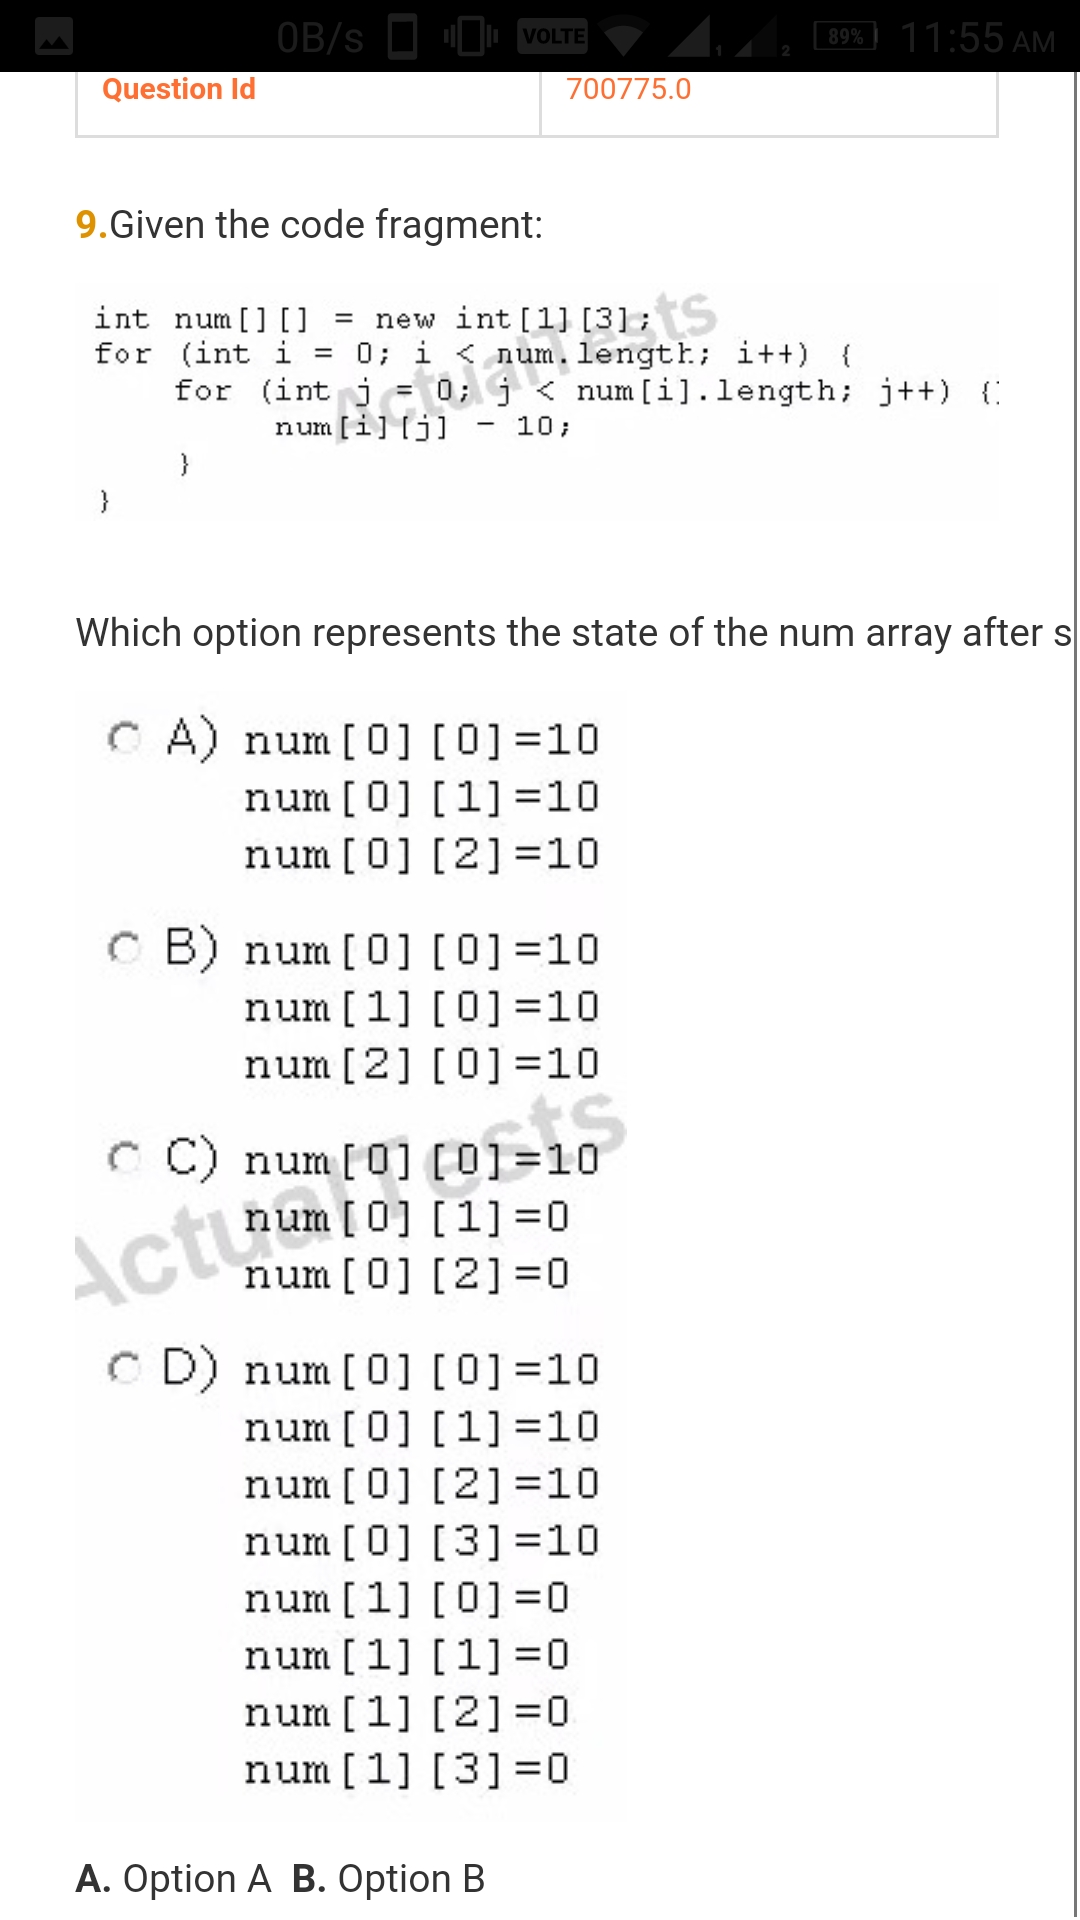 0B/s VOLTE 1 2 89% 11:55 AM
Question Id 700775.0
9.Given the code fragment:
int num[][] = new int[1][3];
for (int i = 0; i < num.length; i++) {
for (int j = 0; j < num[i].length; j++) {
num[i][j] - 10;
}
}
ActualTests
Which option represents the state of the num array after s
A) num[0][0]=10
num[0][1]=10
num[0][2]=10
B) num[0][0]=10
num[1][0]=10
num[2][0]=10
C) num[0][0]=10
num[0][1]=0
num[0][2]=0
ActualTests
D) num[0][0]=10
num[0][1]=10
num[0][2]=10
num[0][3]=10
num[1][0]=0
num[1][1]=0
num[1][2]=0
num[1][3]=0
A. Option A B. Option B